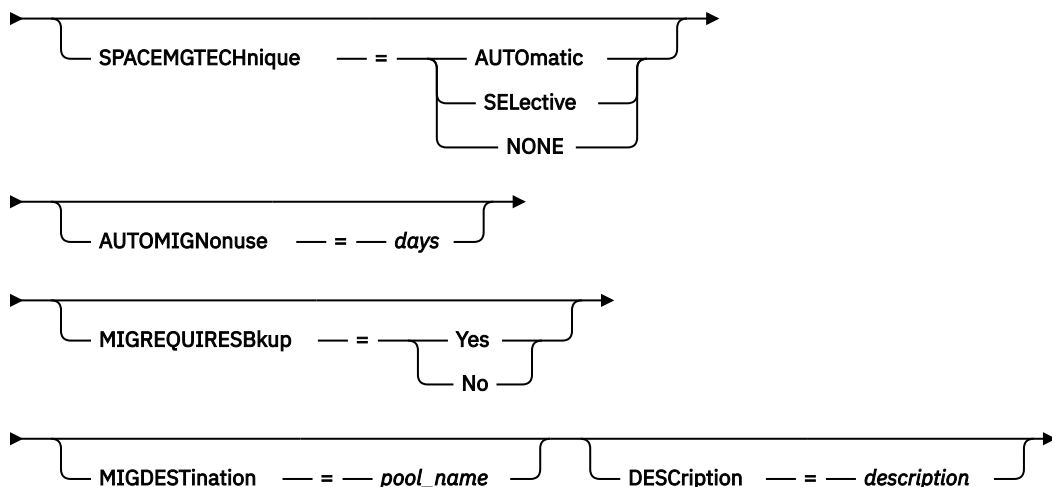 SPACEMGTECHnique = AUTOmatic
SELective
NONE
AUTOMIGNonuse = days
MIGREQUIRESBkup = Yes
No
MIGDESTination = pool_name DESCription = description